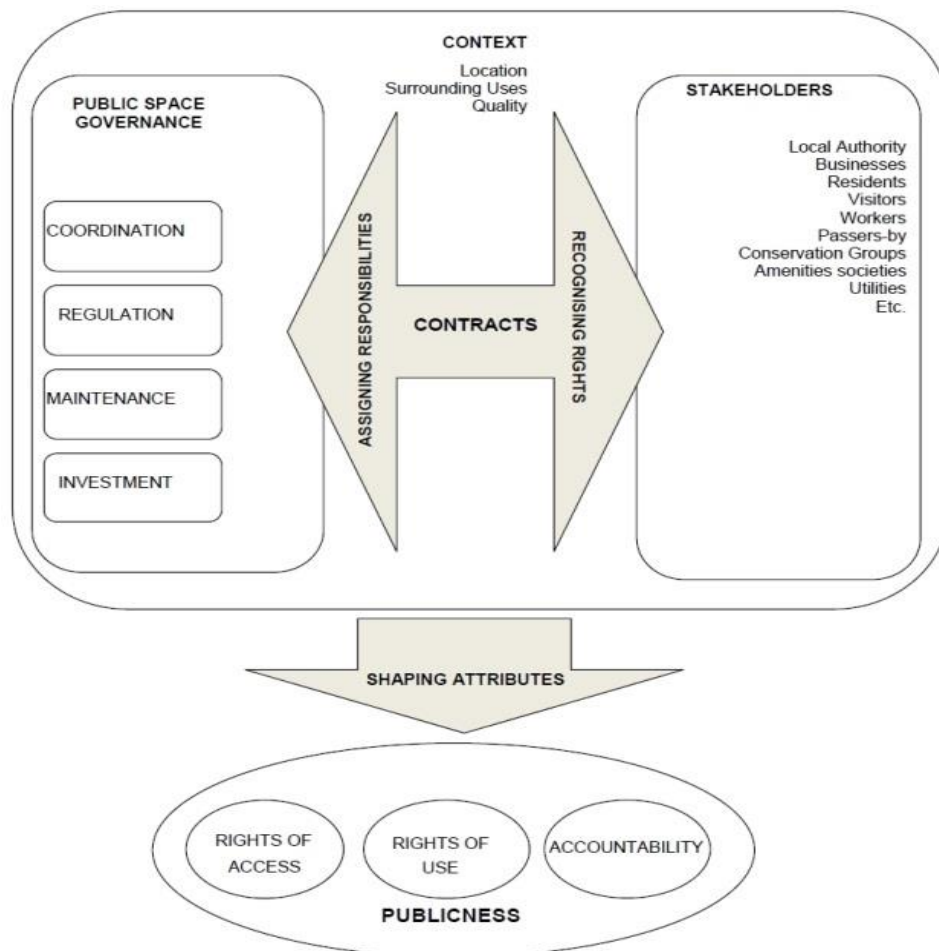 CONTEXT
Location
Surrounding Uses
Quality
PUBLIC SPACE
GOVERNANCE
COORDINATION
REGULATION
MAINTENANCE
INVESTMENT
ASSIGNING RESPONSIBILITIES
CONTRACTS
RECOGNISING RIGHTS
STAKEHOLDERS
Local Authority
Businesses
Residents
Visitors
Workers
Passers-by
Conservation Groups
Amenities societies
Utilities
Etc.
SHAPING ATTRIBUTES
RIGHTS OF
ACCESS
RIGHTS OF
USE
ACCOUNTABILITY
PUBLICNESS